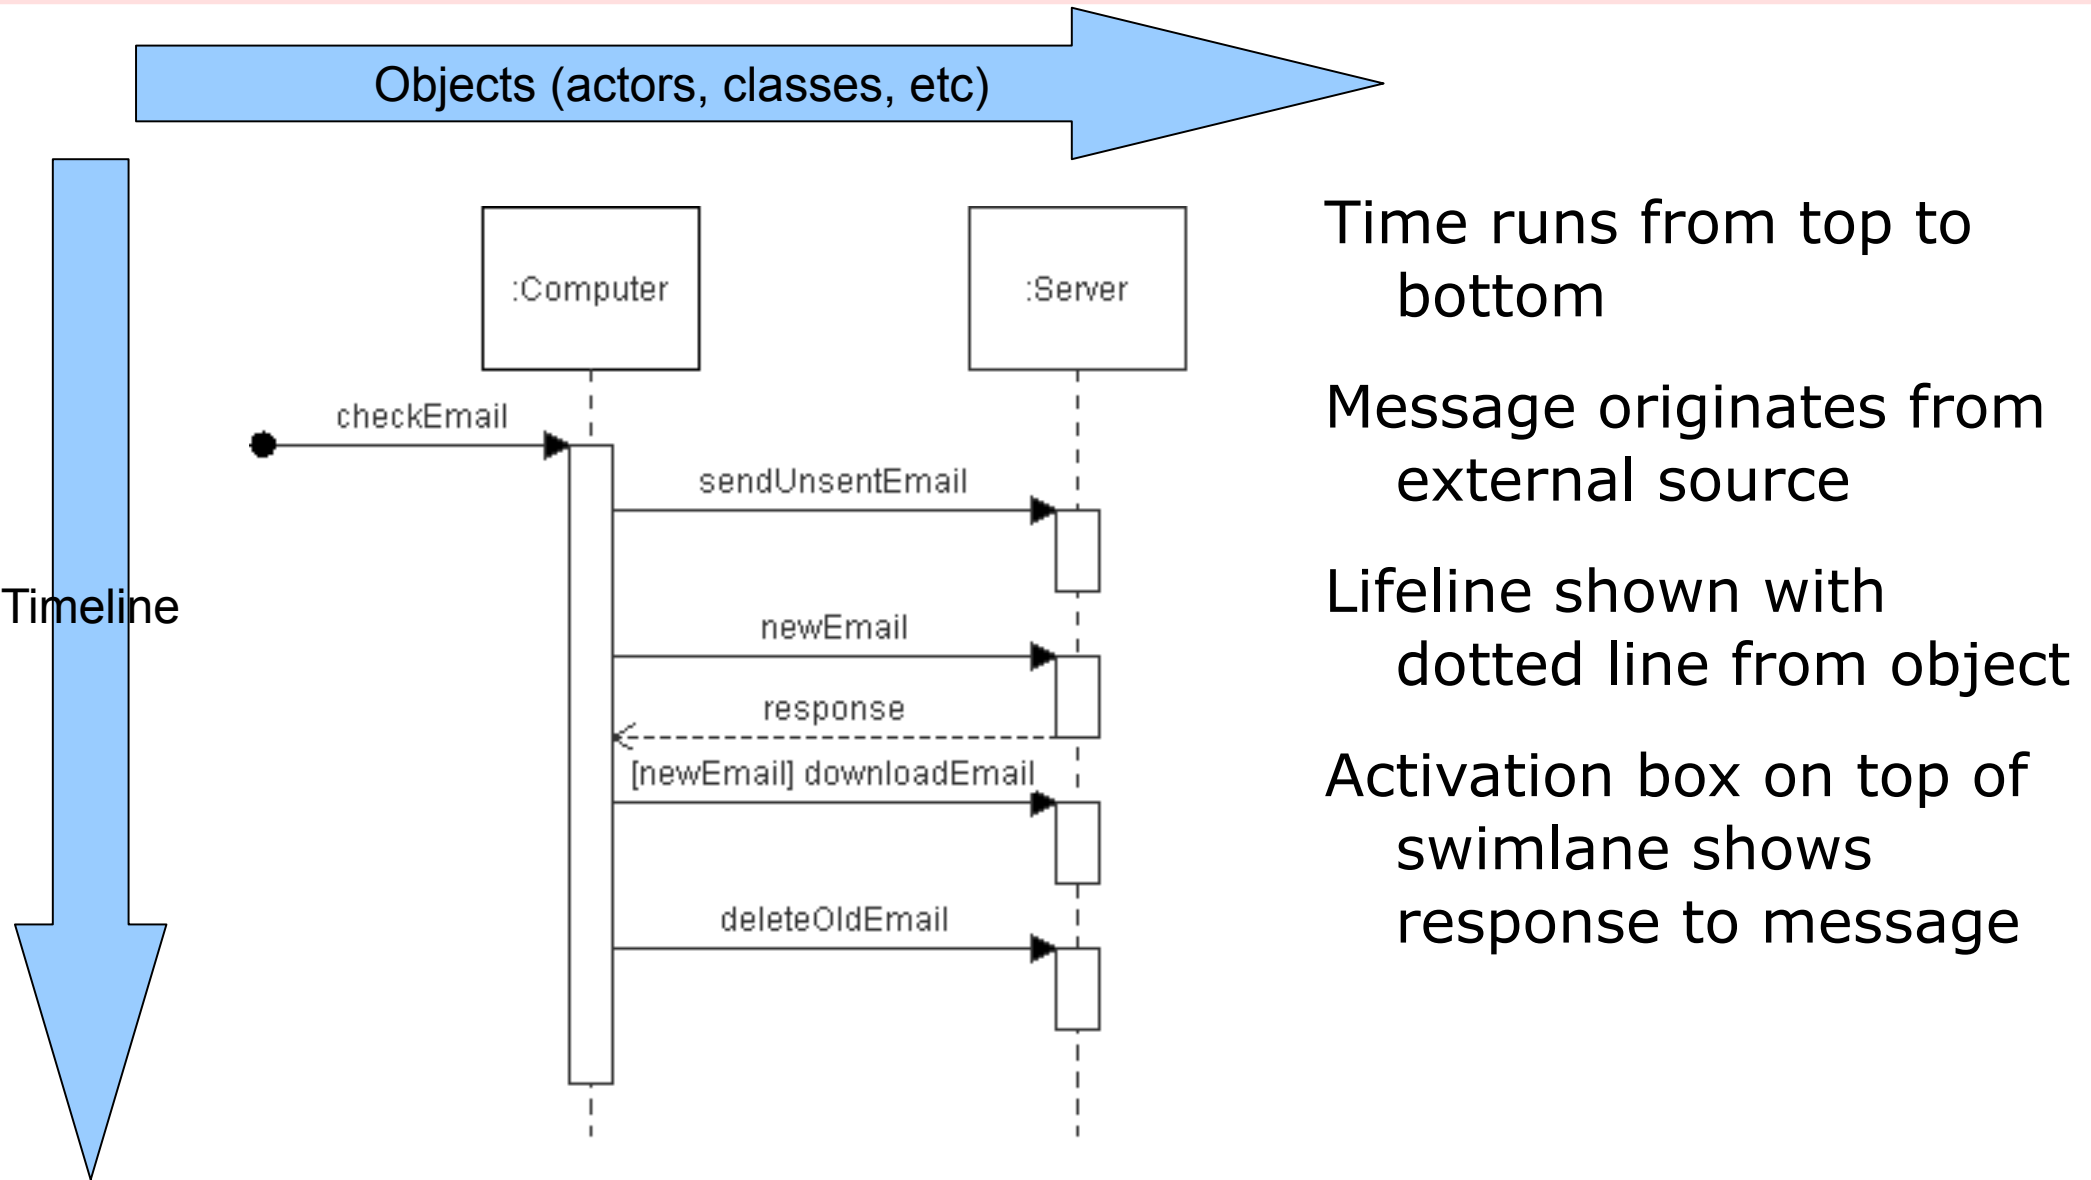 Objects (actors, classes, etc)
Timeline
:Computer
:Server
checkEmail
sendUnsentEmail
newEmail
response
[newEmail] downloadEmail
deleteOldEmail
Time runs from top to
bottom
Message originates from
external source
Lifeline shown with
dotted line from object
Activation box on top of
swimlane shows
response to message